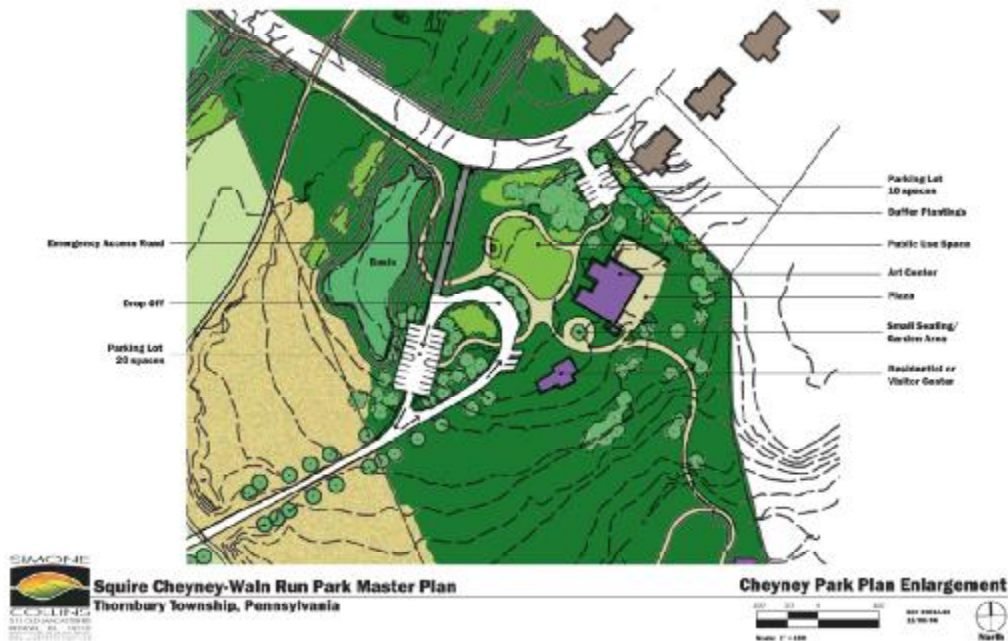 Emergency Access Road
Drop Off
Parking Lot
20 spaces
Basin
Parking Lot
10 spaces
Buffer Plantings
Public Use Space
Art Center
Plaza
Small Seating/
Garden Area
Residential or
Visitor Center
SIMONE
COLLINS
Squire Cheyney-Waln Run Park Master Plan
Thornbury Township, Pennsylvania
Cheyney Park Plan Enlargement
North